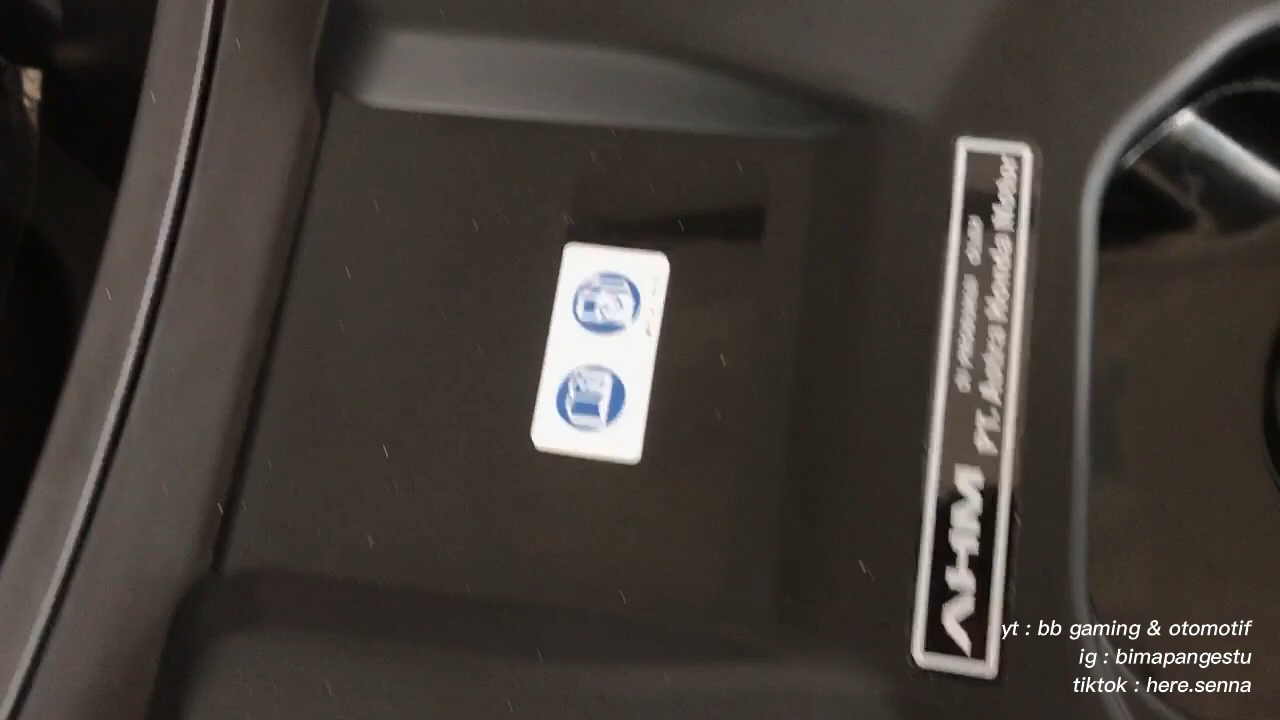 AHM
PT. Astra Honda Motor
yt : bb gaming & otomotif
ig : bimapangestu
tiktok : here.senna